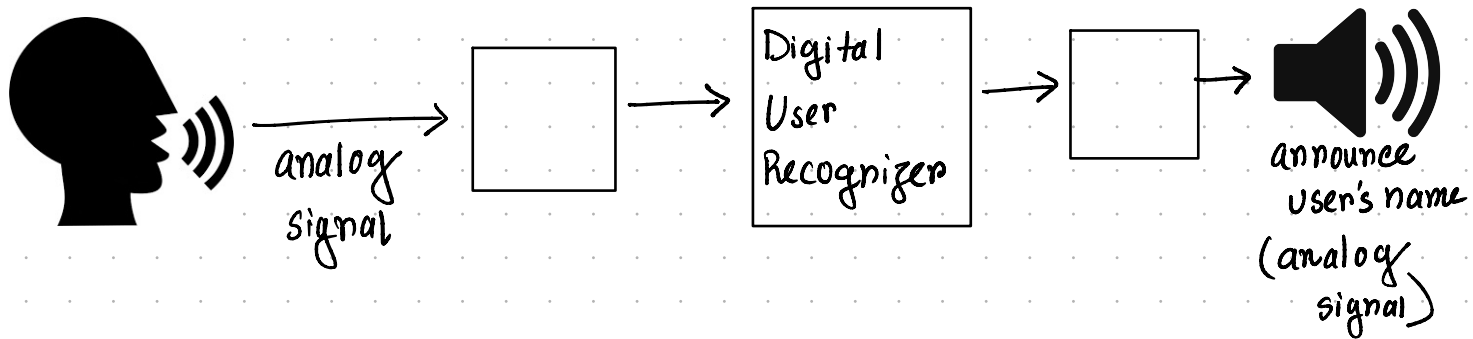 analog
signal
Digital
User
Recognizer
announce
user's name
(analog
signal)